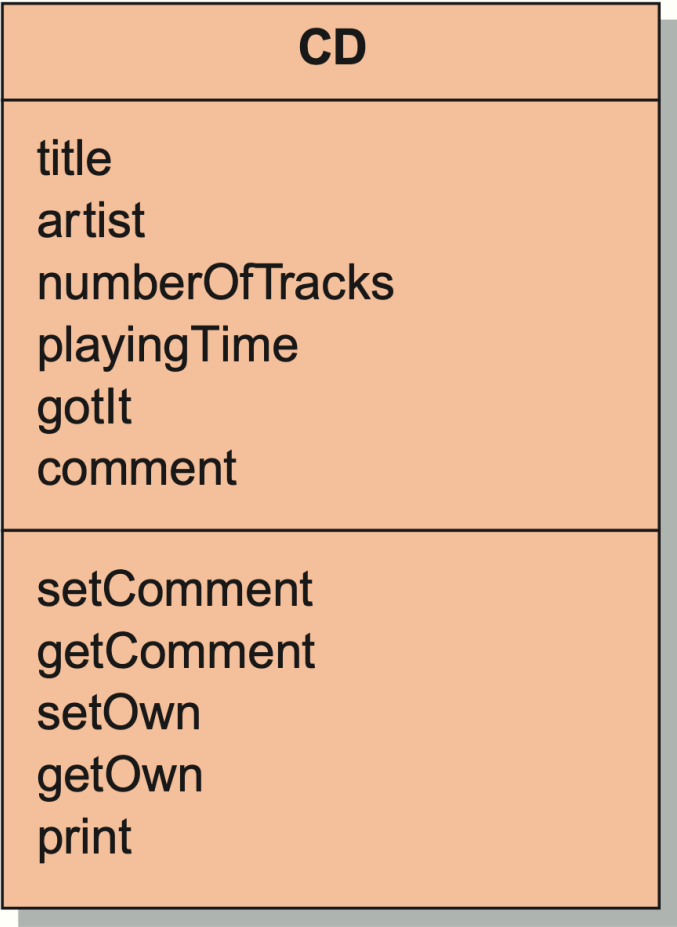 CD
title
artist
numberOfTracks
playingTime
gotIt
comment
setComment
getComment
setOwn
getOwn
print